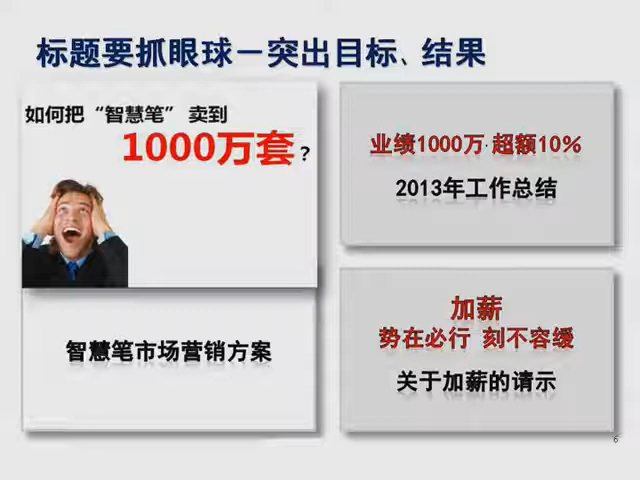 标题要抓眼球－突出目标、结果
如何把“智慧笔” 卖到
1000万套？
智慧笔市场营销方案
业绩1000万·超额10%
2013年工作总结
加薪
势在必行 刻不容缓
关于加薪的请示
6